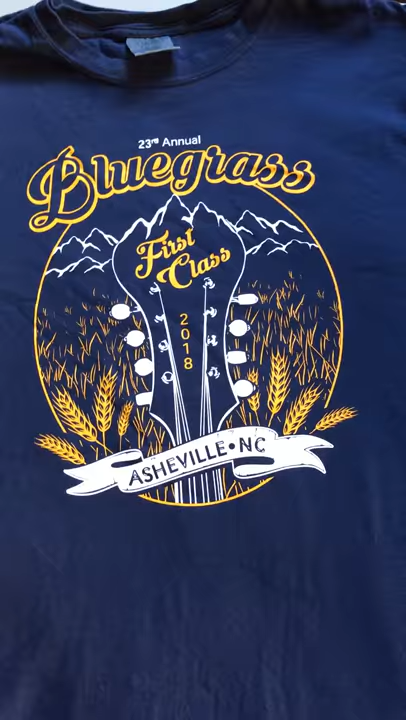 23rd Annual
Bluegrass
First
Class
2018
ASHEVILLE • NC